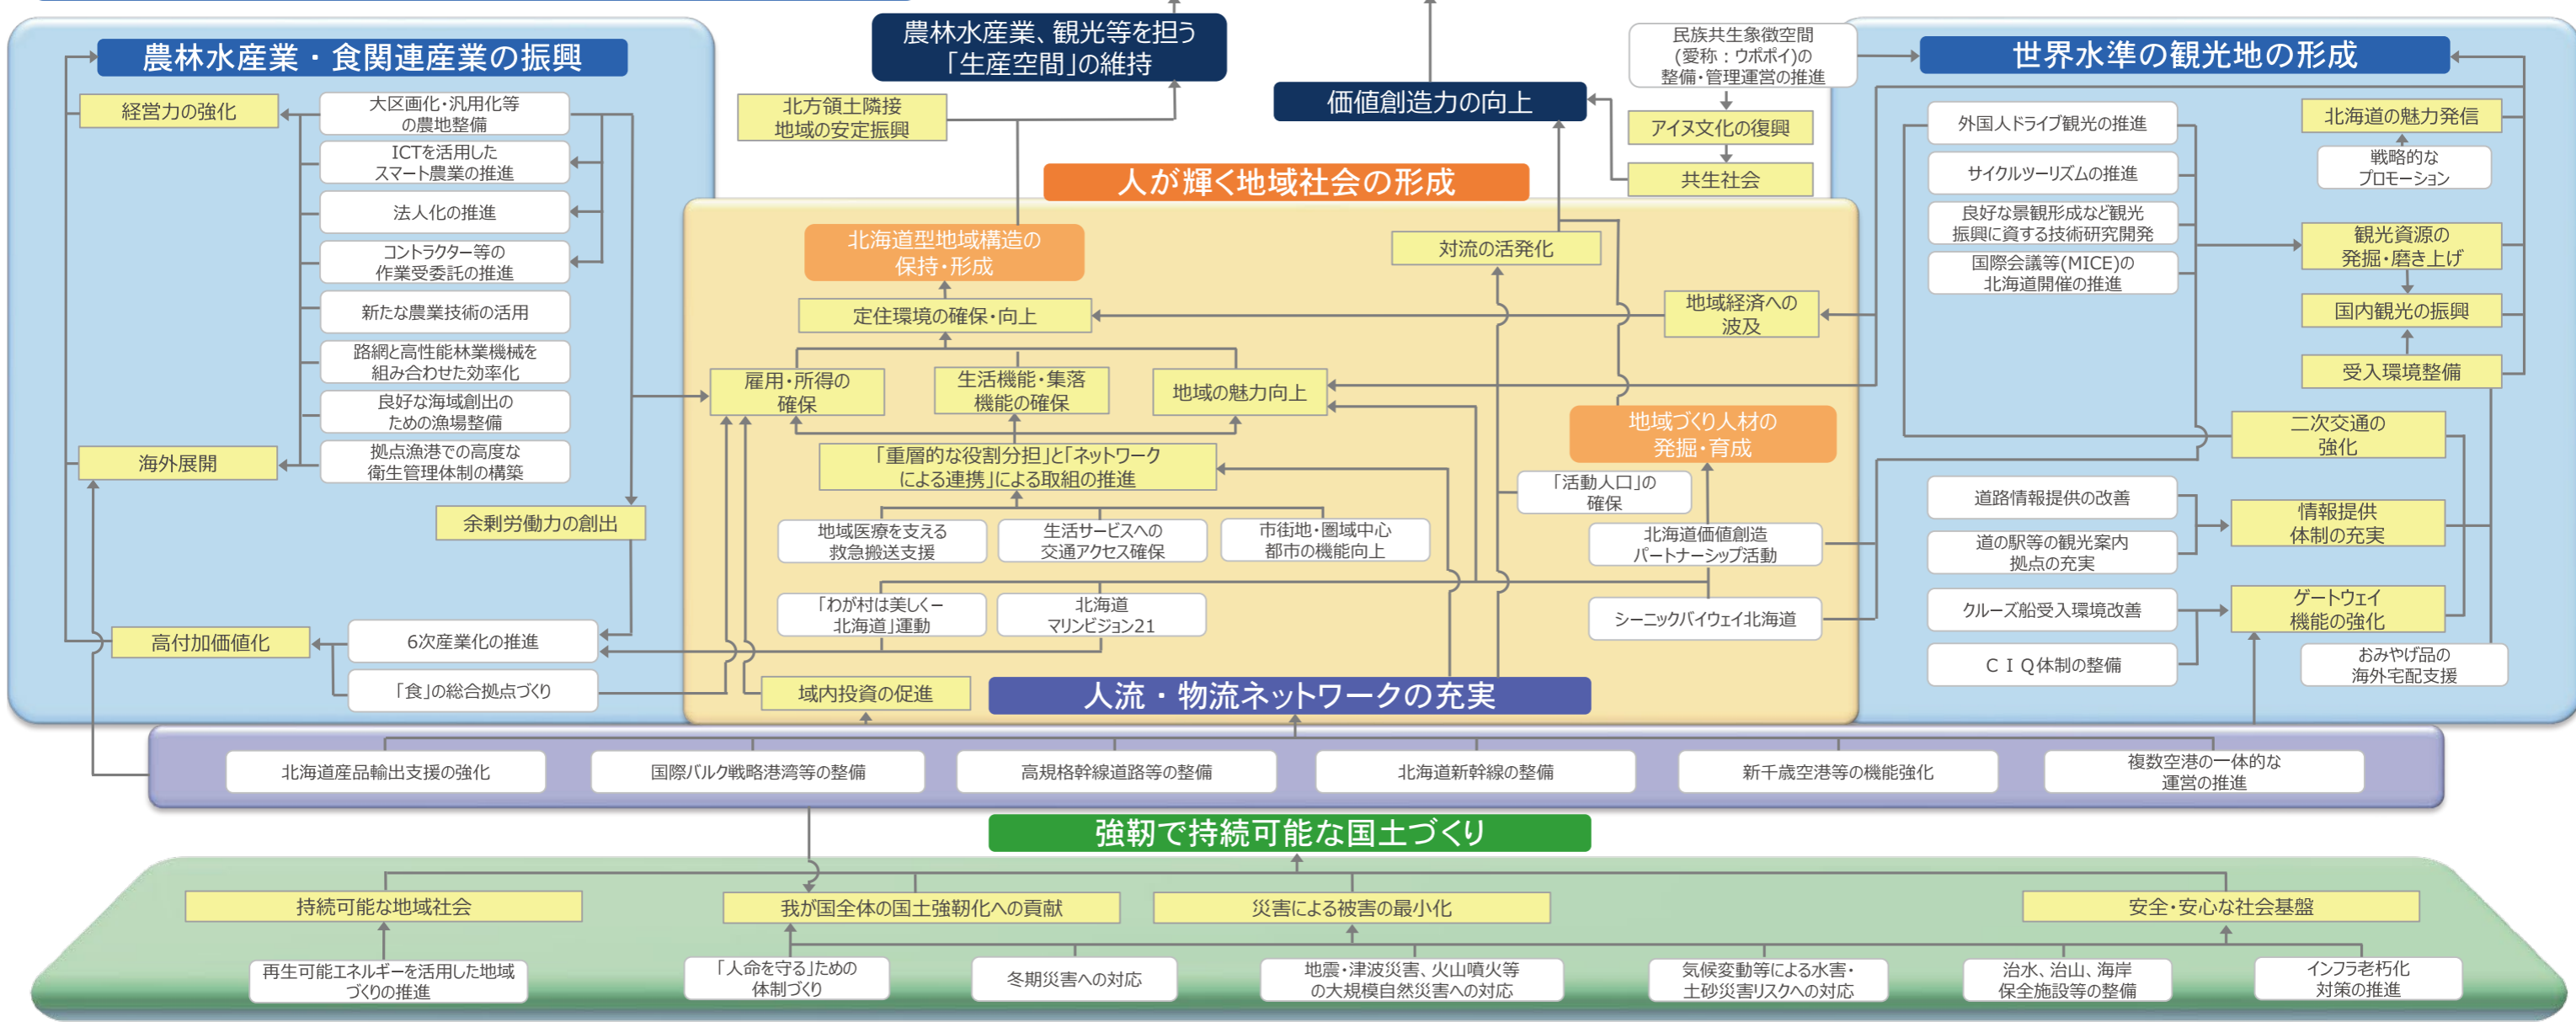 農林水産業・食関連産業の振興
経営力の強化
大区画化・汎用化等
の農地整備
ICTを活用した
スマート農業の推進
法人化の推進
コントラクター等の
作業受委託の推進
新たな農業技術の活用
路網と高性能林業機械を
組み合わせた効率化
良好な海域創出の
ための漁場整備
海外展開
拠点漁港での高度な
衛生管理体制の構築
余剰労働力の創出
高付加価値化
6次産業化の推進
「食」の総合拠点づくり
農林水産業、観光等を担う
「生産空間」の維持
北方領土隣接
地域の安定振興
価値創造力の向上
民族共生象徴空間
(愛称：ウポポイ)の
整備・管理運営の推進
アイヌ文化の復興
共生社会
人が輝く地域社会の形成
北海道型地域構造の
保持・形成
対流の活発化
定住環境の確保・向上
地域経済への
波及
雇用・所得の
確保
生活機能・集落
機能の確保
地域の魅力向上
地域づくり人材の
発掘・育成
「重層的な役割分担」と「ネットワーク
による連携」による取組の推進
「活動人口」の
確保
地域医療を支える
救急搬送支援
生活サービスへの
交通アクセス確保
市街地・圏域中心
都市の機能向上
北海道価値創造
パートナーシップ活動
「わが村は美しくー
北海道」運動
北海道
マリンビジョン21
シーニックバイウェイ北海道
域内投資の促進
世界水準の観光地の形成
外国人ドライブ観光の推進
サイクルツーリズムの推進
良好な景観形成など観光
振興に資する技術研究開発
国際会議等(MICE)の
北海道開催の推進
北海道の魅力発信
戦略的な
プロモーション
観光資源の
発掘・磨き上げ
国内観光の振興
受入環境整備
二次交通の
強化
道路情報提供の改善
道の駅等の観光案内
拠点の充実
情報提供
体制の充実
クルーズ船受入環境改善
ＣＩＱ体制の整備
ゲートウェイ
機能の強化
おみやげ品の
海外宅配支援
人流・物流ネットワークの充実
北海道産品輸出支援の強化
国際バルク戦略港湾等の整備
高規格幹線道路等の整備
北海道新幹線の整備
新千歳空港等の機能強化
複数空港の一体的な
運営の推進
強靭で持続可能な国土づくり
持続可能な地域社会
我が国全体の国土強靭化への貢献
災害による被害の最小化
安全・安心な社会基盤
再生可能エネルギーを活用した地域
づくりの推進
「人命を守る」ための
体制づくり
冬期災害への対応
地震・津波災害、火山噴火等
の大規模自然災害への対応
気候変動等による水害・
土砂災害リスクへの対応
治水、治山、海岸
保全施設等の整備
インフラ老朽化
対策の推進